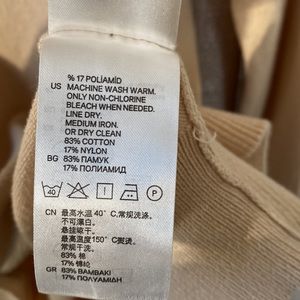 % 17 POLİAMİD
US MACHINE WASH WARM.
ONLY NON-CHLORINE
BLEACH WHEN NEEDED.
LINE DRY.
MEDIUM IRON.
OR DRY CLEAN
83% COTTON
17% NYLON
BG 83% ПАМУК
17% ПОЛИАМИД
40 P
CN 最高水温 40°C,常规洗涤.
不可漂白。
悬挂晾干。
最高温度150°C熨烫。
常规干洗。
83% 棉
17% 锦纶
GR 83% ΒΑΜΒΑΚΙ
17% ΠΟΛΥΑΜΙΔΗ